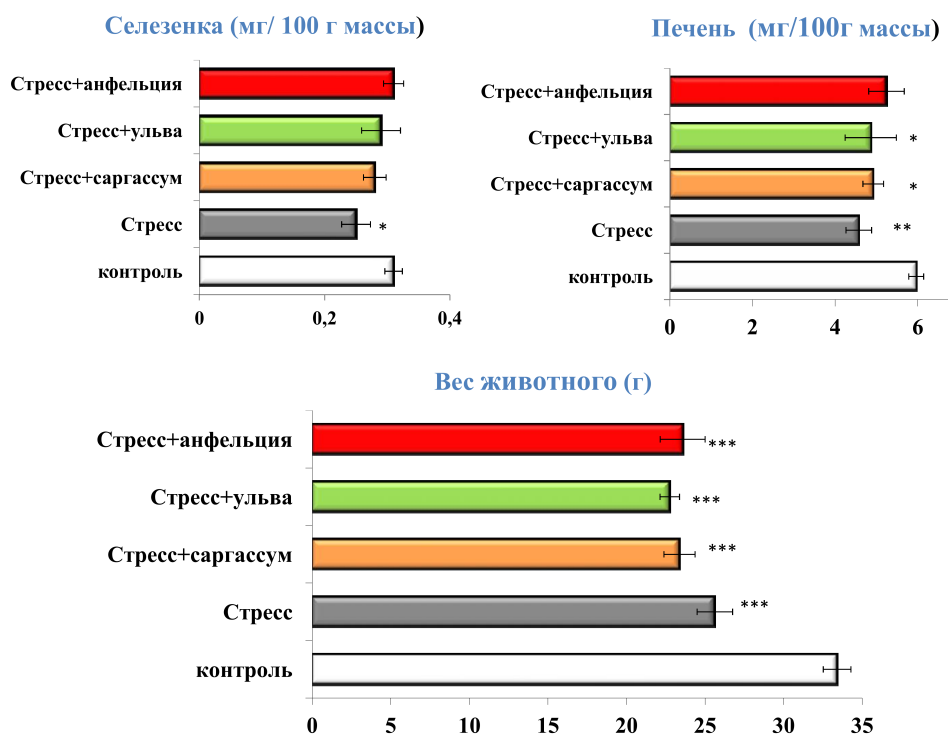 Селезенка (мг/ 100 г массы)
Стресс+анфельция
Стресс+ульва
Стресс+саргассум
Стресс
*
контроль
0
0,2
0,4
Печень (мг/100г массы)
Стресс+анфельция
Стресс+ульва
*
Стресс+саргассум
*
Стресс
**
контроль
0
2
4
6
Вес животного (г)
Стресс+анфельция
***
Стресс+ульва
***
Стресс+саргассум
***
Стресс
***
контроль
0
5
10
15
20
25
30
35